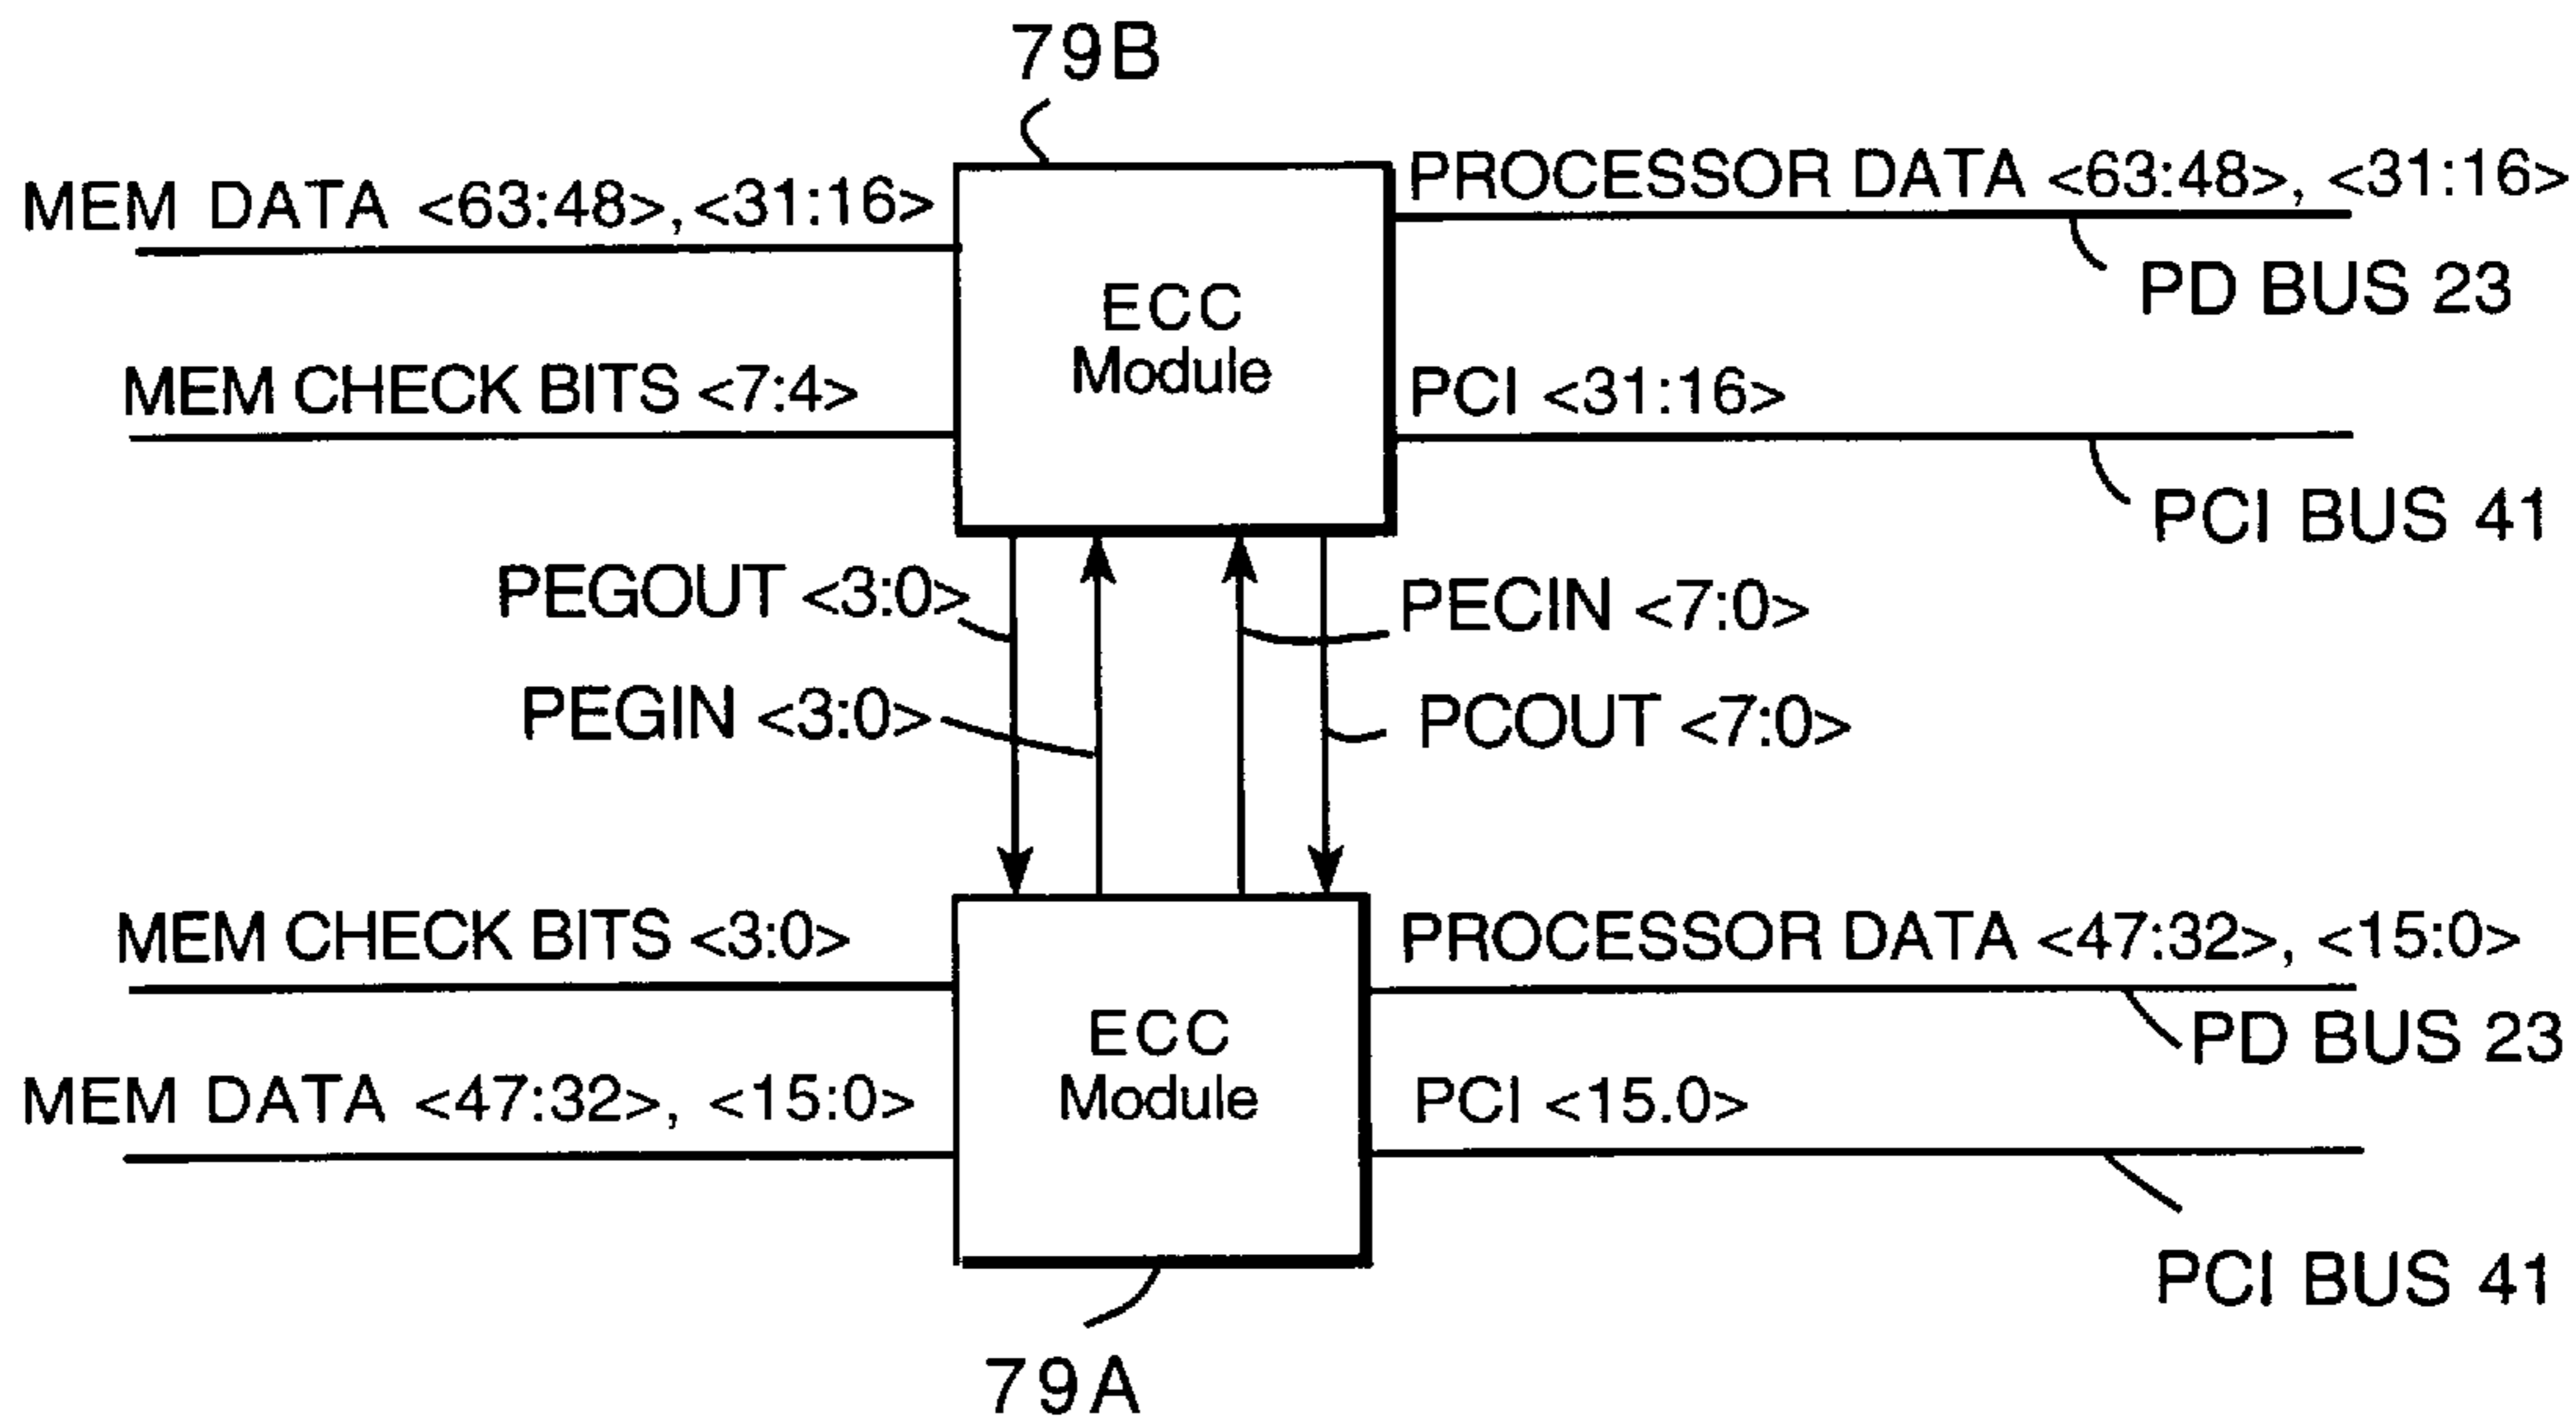 79B
MEM DATA <63:48>, <31:16>
PROCESSOR DATA <63:48>, <31:16>
PD BUS 23
ECC
Module
MEM CHECK BITS <7:4>
PCI <31:16>
PCI BUS 41
PEGOUT <3:0>
PECIN <7:0>
PEGIN <3:0>
PCOUT <7:0>
MEM CHECK BITS <3:0>
PROCESSOR DATA <47:32>, <15:0>
PD BUS 23
ECC
Module
MEM DATA <47:32>, <15:0>
PCI <15.0>
PCI BUS 41
79A